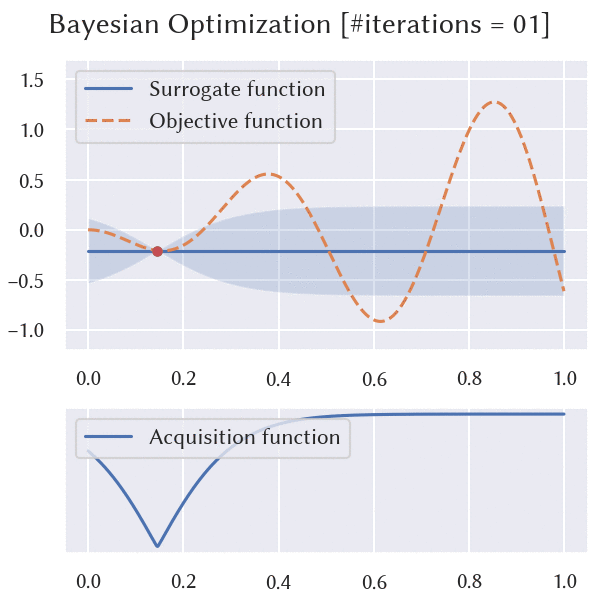 Bayesian Optimization [#iterations = 01]
1.5
1.0
0.5
0.0
−0.5
−1.0
Surrogate function
Objective function
0.0 0.2 0.4 0.6 0.8 1.0
Acquisition function
0.0 0.2 0.4 0.6 0.8 1.0